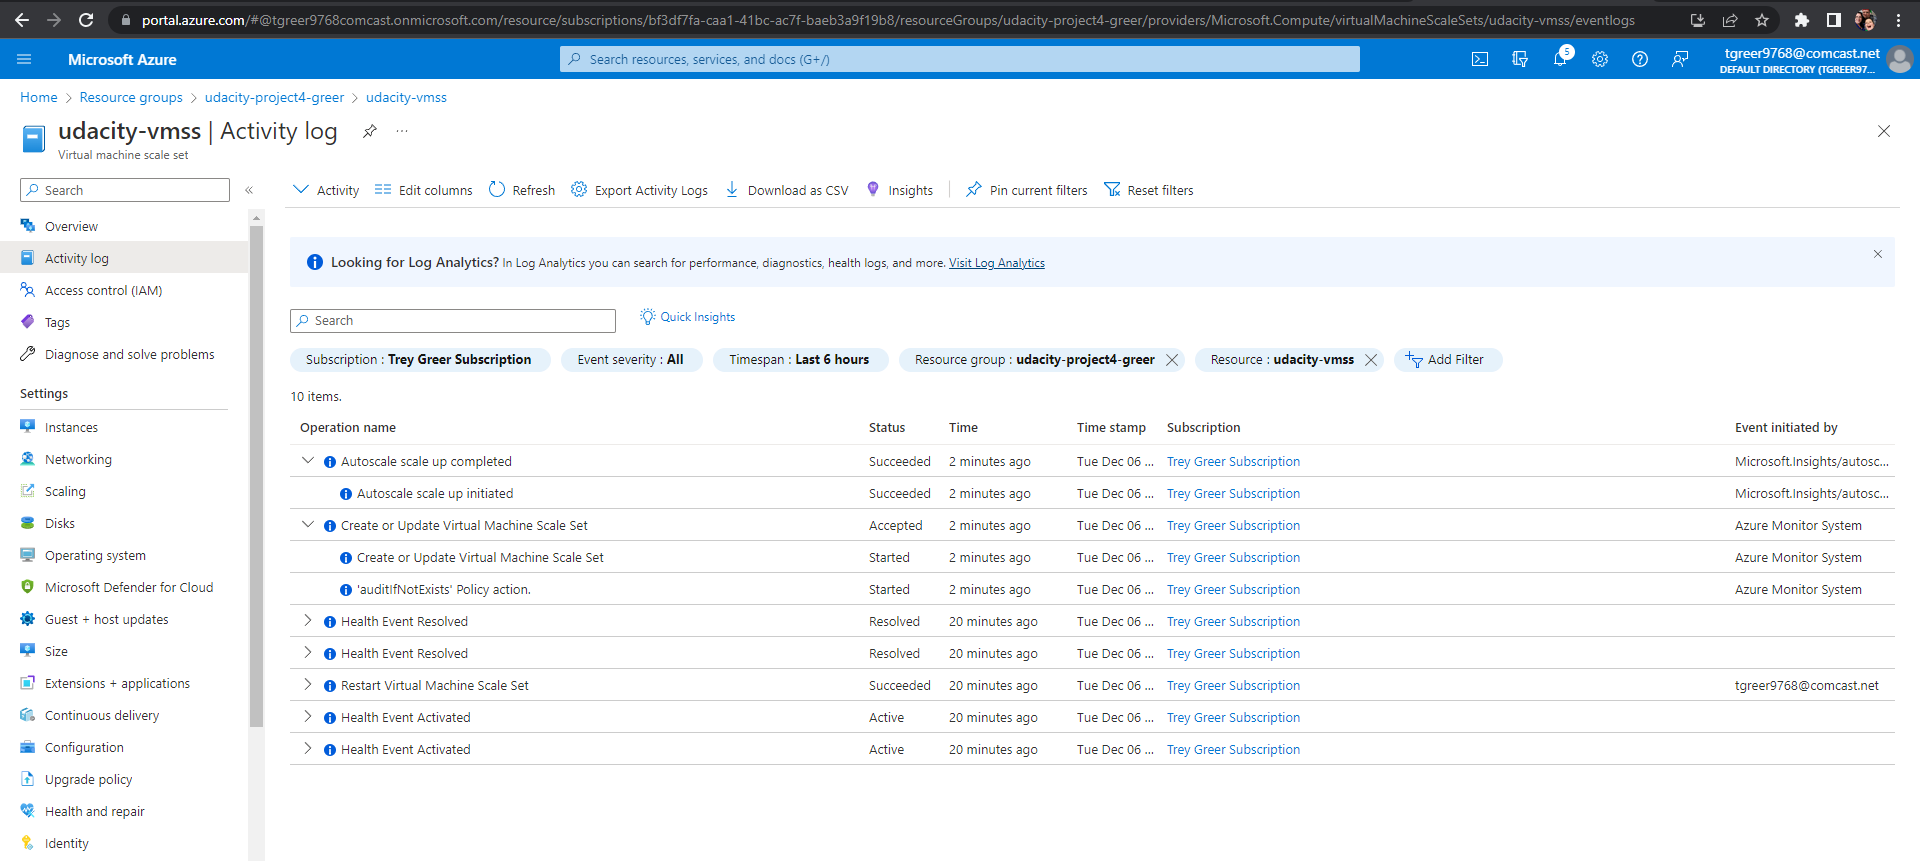 portal.azure.com/#@tgreer9768comcast.onmicrosoft.com/resource/subscriptions/bf3df7fa-caa1-41bc-ac7f-baeb3a9f19b8/resourceGroups/udacity-project4-greer/providers/Microsoft.Compute/virtualMachineScaleSets/udacity-vmss/eventlogs
Microsoft Azure
Search resources, services, and docs (G+/)
5
tgreer9768@comcast.net
DEFAULT DIRECTORY (TGREER97...
Home > Resource groups > udacity-project4-greer > udacity-vmss
udacity-vmss | Activity log
...
Virtual machine scale set
Search
«
Overview
Activity log
Access control (IAM)
Tags
Diagnose and solve problems
Settings
Instances
Networking
Scaling
Disks
Operating system
Microsoft Defender for Cloud
Guest + host updates
Size
Extensions + applications
Continuous delivery
Configuration
Upgrade policy
Health and repair
Identity
Activity Edit columns Refresh Export Activity Logs Download as CSV Insights Pin current filters Reset filters
Looking for Log Analytics? In Log Analytics you can search for performance, diagnostics, health logs, and more. Visit Log Analytics
Search
Quick Insights
Subscription : Trey Greer Subscription Event severity : All Timespan : Last 6 hours Resource group : udacity-project4-greer Resource : udacity-vmss Add Filter
10 items.
Operation name Status Time Time stamp Subscription Event initiated by
Autoscale scale up completed Succeeded 2 minutes ago Tue Dec 06 ... Trey Greer Subscription Microsoft.Insights/autosc...
Autoscale scale up initiated Succeeded 2 minutes ago Tue Dec 06 ... Trey Greer Subscription Microsoft.Insights/autosc...
Create or Update Virtual Machine Scale Set Accepted 2 minutes ago Tue Dec 06 ... Trey Greer Subscription Azure Monitor System
Create or Update Virtual Machine Scale Set Started 2 minutes ago Tue Dec 06 ... Trey Greer Subscription Azure Monitor System
'auditIfNotExists' Policy action. Started 2 minutes ago Tue Dec 06 ... Trey Greer Subscription Azure Monitor System
Health Event Resolved Resolved 20 minutes ago Tue Dec 06 ... Trey Greer Subscription
Health Event Resolved Resolved 20 minutes ago Tue Dec 06 ... Trey Greer Subscription
Restart Virtual Machine Scale Set Succeeded 20 minutes ago Tue Dec 06 ... Trey Greer Subscription tgreer9768@comcast.net
Health Event Activated Active 20 minutes ago Tue Dec 06 ... Trey Greer Subscription
Health Event Activated Active 20 minutes ago Tue Dec 06 ... Trey Greer Subscription